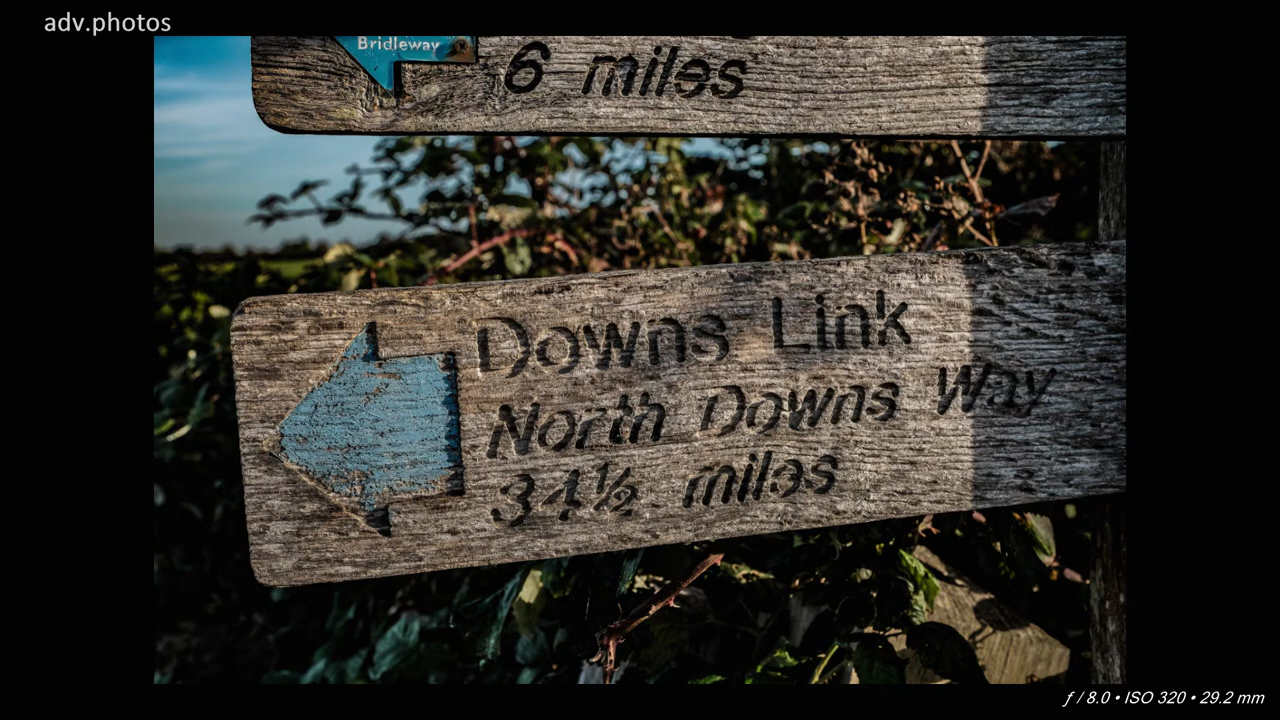 adv.photos
Bridleway
6 miles
Downs Link
North Downs Way
34½ miles
ƒ / 8.0 • ISO 320 • 29.2 mm